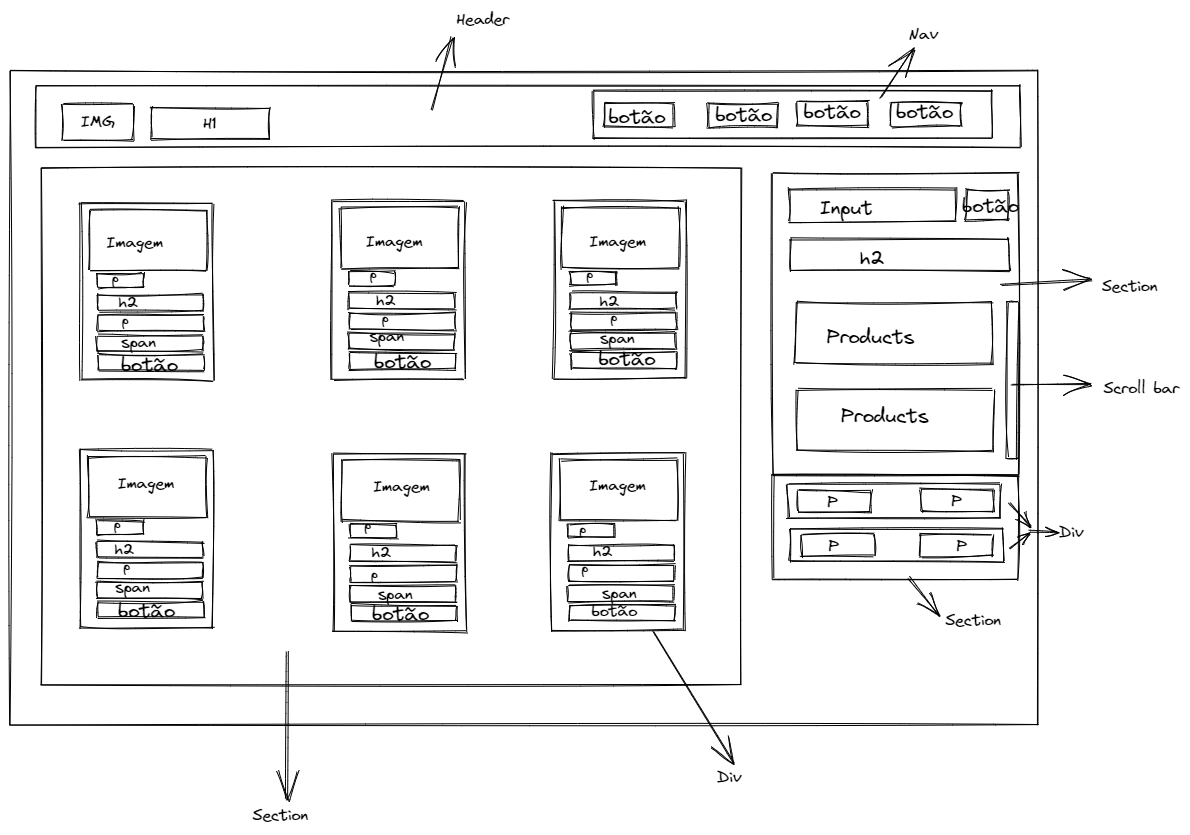 Header
Nav
IMG
H1
botão
botão
botão
botão
Imagem
p
h2
p
span
botão
Imagem
p
h2
p
span
botão
Imagem
p
h2
p
span
botão
Imagem
p
h2
p
span
botão
Imagem
p
h2
p
span
botão
Imagem
p
h2
p
span
botão
Input
botão
h2
Section
Products
Scroll bar
Products
P
P
P
P
Div
Section
Div
Section